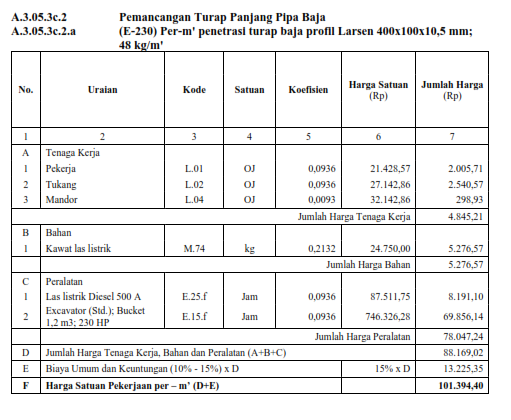 A.3.05.3c.2 Pemancangan Turap Panjang Pipa Baja
A.3.05.3c.2.a (E-230) Per-m' penetrasi turap baja profil Larsen 400x100x10,5 mm;
48 kg/m'
No. Uraian Kode Satuan Koefisien Harga Satuan (Rp) Jumlah Harga (Rp)
1 2 3 4 5 6 7
A Tenaga Kerja
1 Pekerja L.01 OJ 0,0936 21.428,57 2.005,71
2 Tukang L.02 OJ 0,0936 27.142,86 2.540,57
3 Mandor L.04 OJ 0,0093 32.142,86 298,93
Jumlah Harga Tenaga Kerja 4.845,21
B Bahan
1 Kawat las listrik M.74 kg 0,2132 24.750,00 5.276,57
Jumlah Harga Bahan 5.276,57
C Peralatan
1 Las listrik Diesel 500 A E.25.f Jam 0,0936 87.511,75 8.191,10
2 Excavator (Std.); Bucket 1,2 m3; 230 HP E.15.f Jam 0,0936 746.326,28 69.856,14
Jumlah Harga Peralatan 78.047,24
D Jumlah Harga Tenaga Kerja, Bahan dan Peralatan (A+B+C) 88.169,02
E Biaya Umum dan Keuntungan (10% - 15%) x D 15% x D 13.225,35
F Harga Satuan Pekerjaan per – m' (D+E) 101.394,40